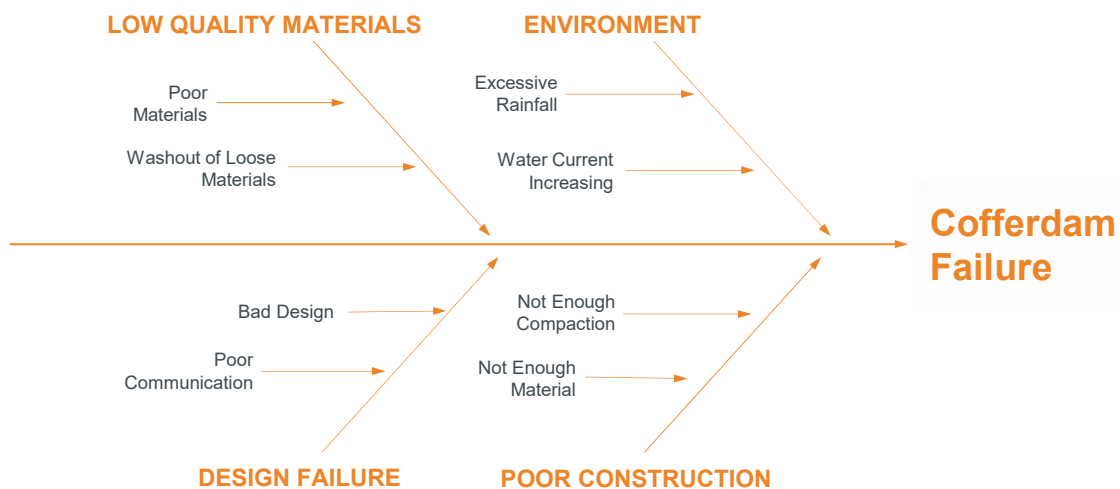 LOW QUALITY MATERIALS
ENVIRONMENT
Poor
Materials
Excessive
Rainfall
Washout of Loose
Materials
Water Current
Increasing
Cofferdam
Failure
Bad Design
Not Enough
Compaction
Poor
Communication
Not Enough
Material
DESIGN FAILURE
POOR CONSTRUCTION